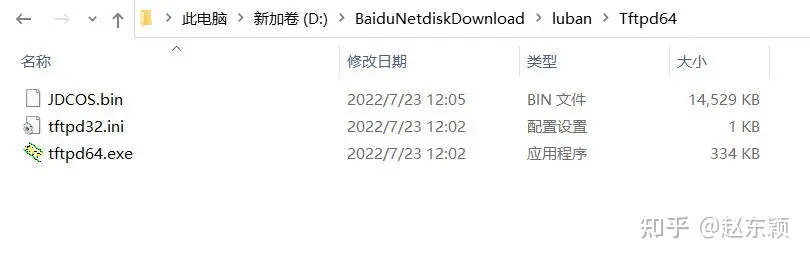 此电脑 > 新加卷 (D:) > BaiduNetdiskDownload > luban > Tftpd64
名称 修改日期 类型 大小
JDCOS.bin 2022/7/23 12:05 BIN 文件 14,529 KB
tftpd32.ini 2022/7/23 12:02 配置设置 1 KB
tftpd64.exe 2022/7/23 12:02 应用程序 334 KB
知乎 @赵东颖